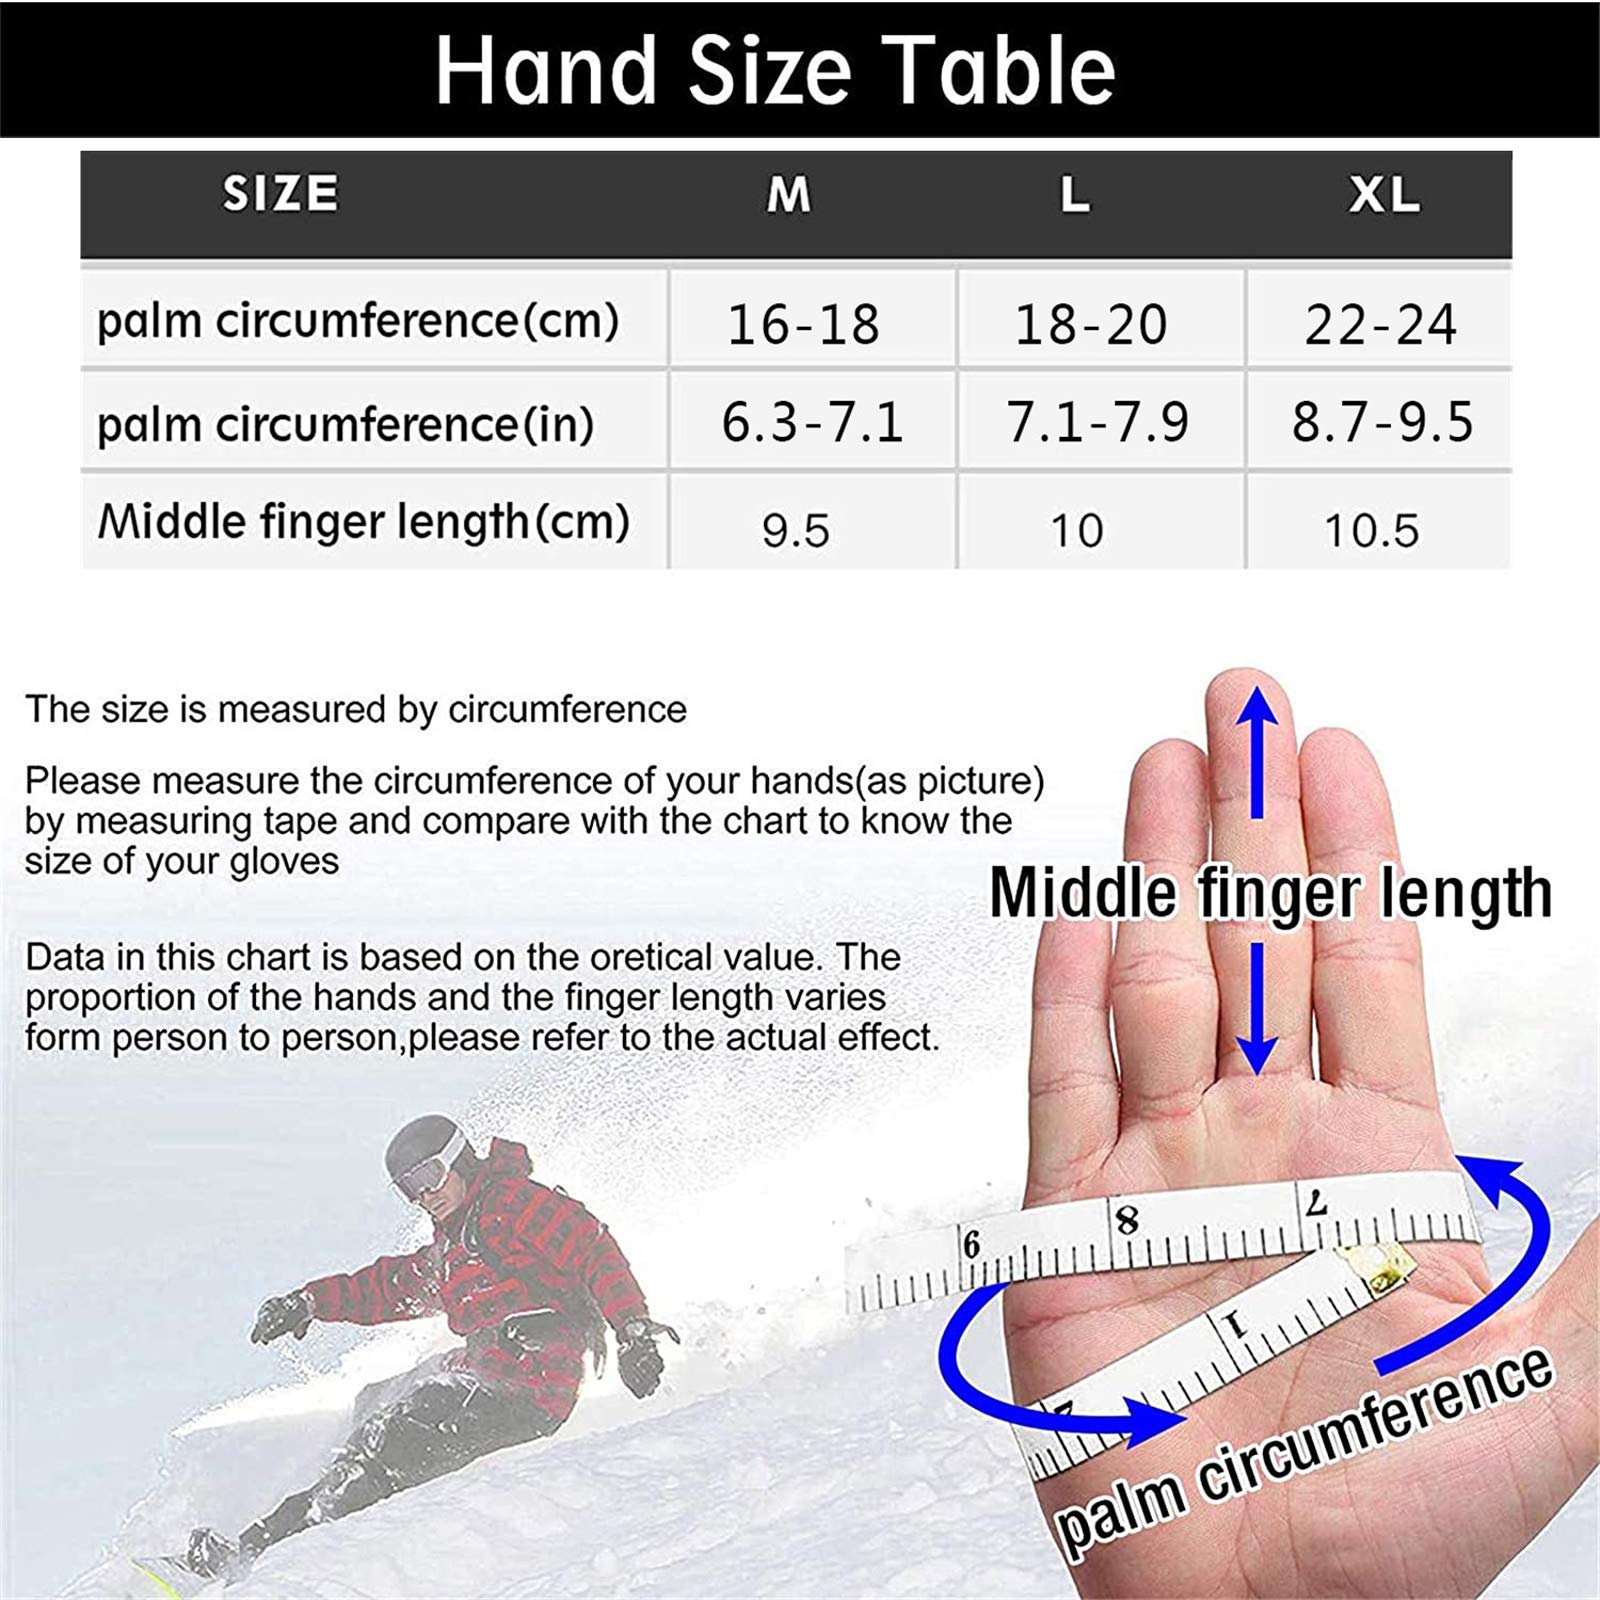 Hand Size Table
SIZE M L XL
palm circumference(cm) 16-18 18-20 22-24
palm circumference(in) 6.3-7.1 7.1-7.9 8.7-9.5
Middle finger length(cm) 9.5 10 10.5
The size is measured by circumference
Please measure the circumference of your hands(as picture)
by measuring tape and compare with the chart to know the
size of your gloves
Data in this chart is based on the oretical value. The
proportion of the hands and the finger length varies
form person to person,please refer to the actual effect.
Middle finger length
9 8 7
1
2
palm circumference